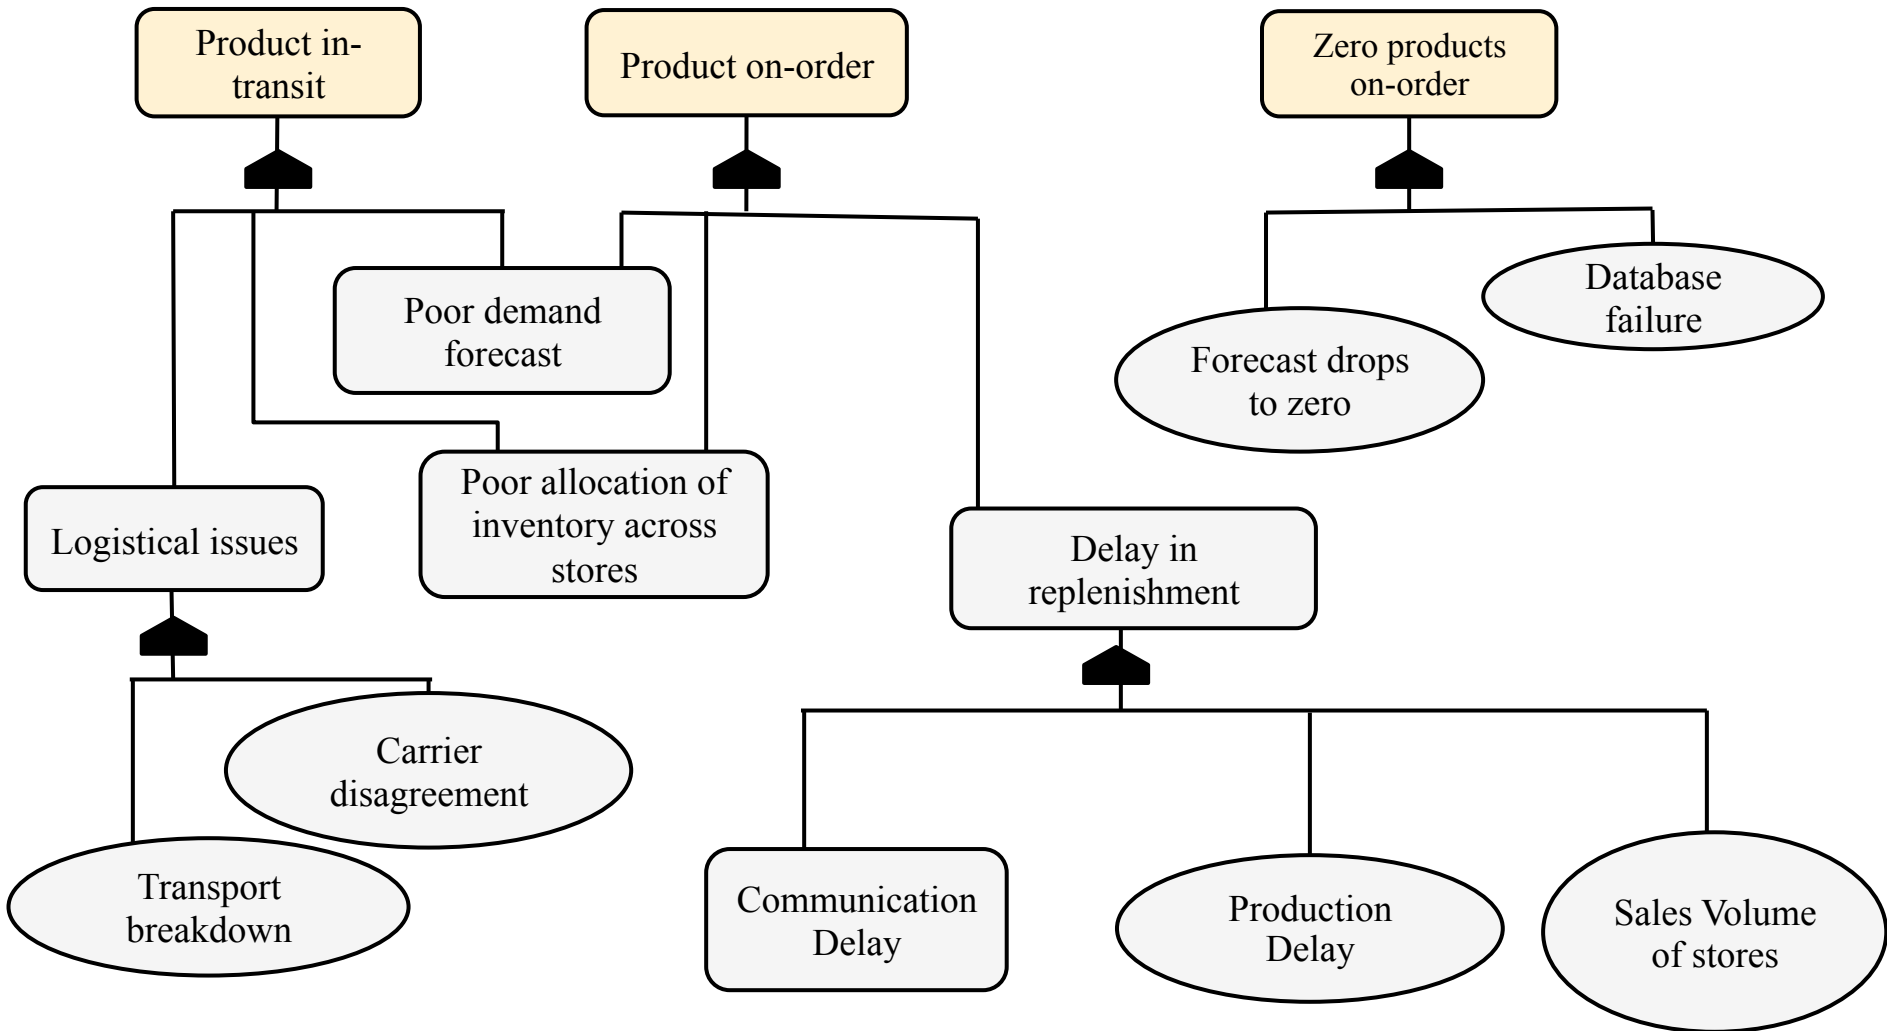 Product in-
transit
Product on-order
Zero products
on-order
Poor demand
forecast
Database
failure
Forecast drops
to zero
Logistical issues
Poor allocation of
inventory across
stores
Delay in
replenishment
Carrier
disagreement
Transport
breakdown
Communication
Delay
Production
Delay
Sales Volume
of stores